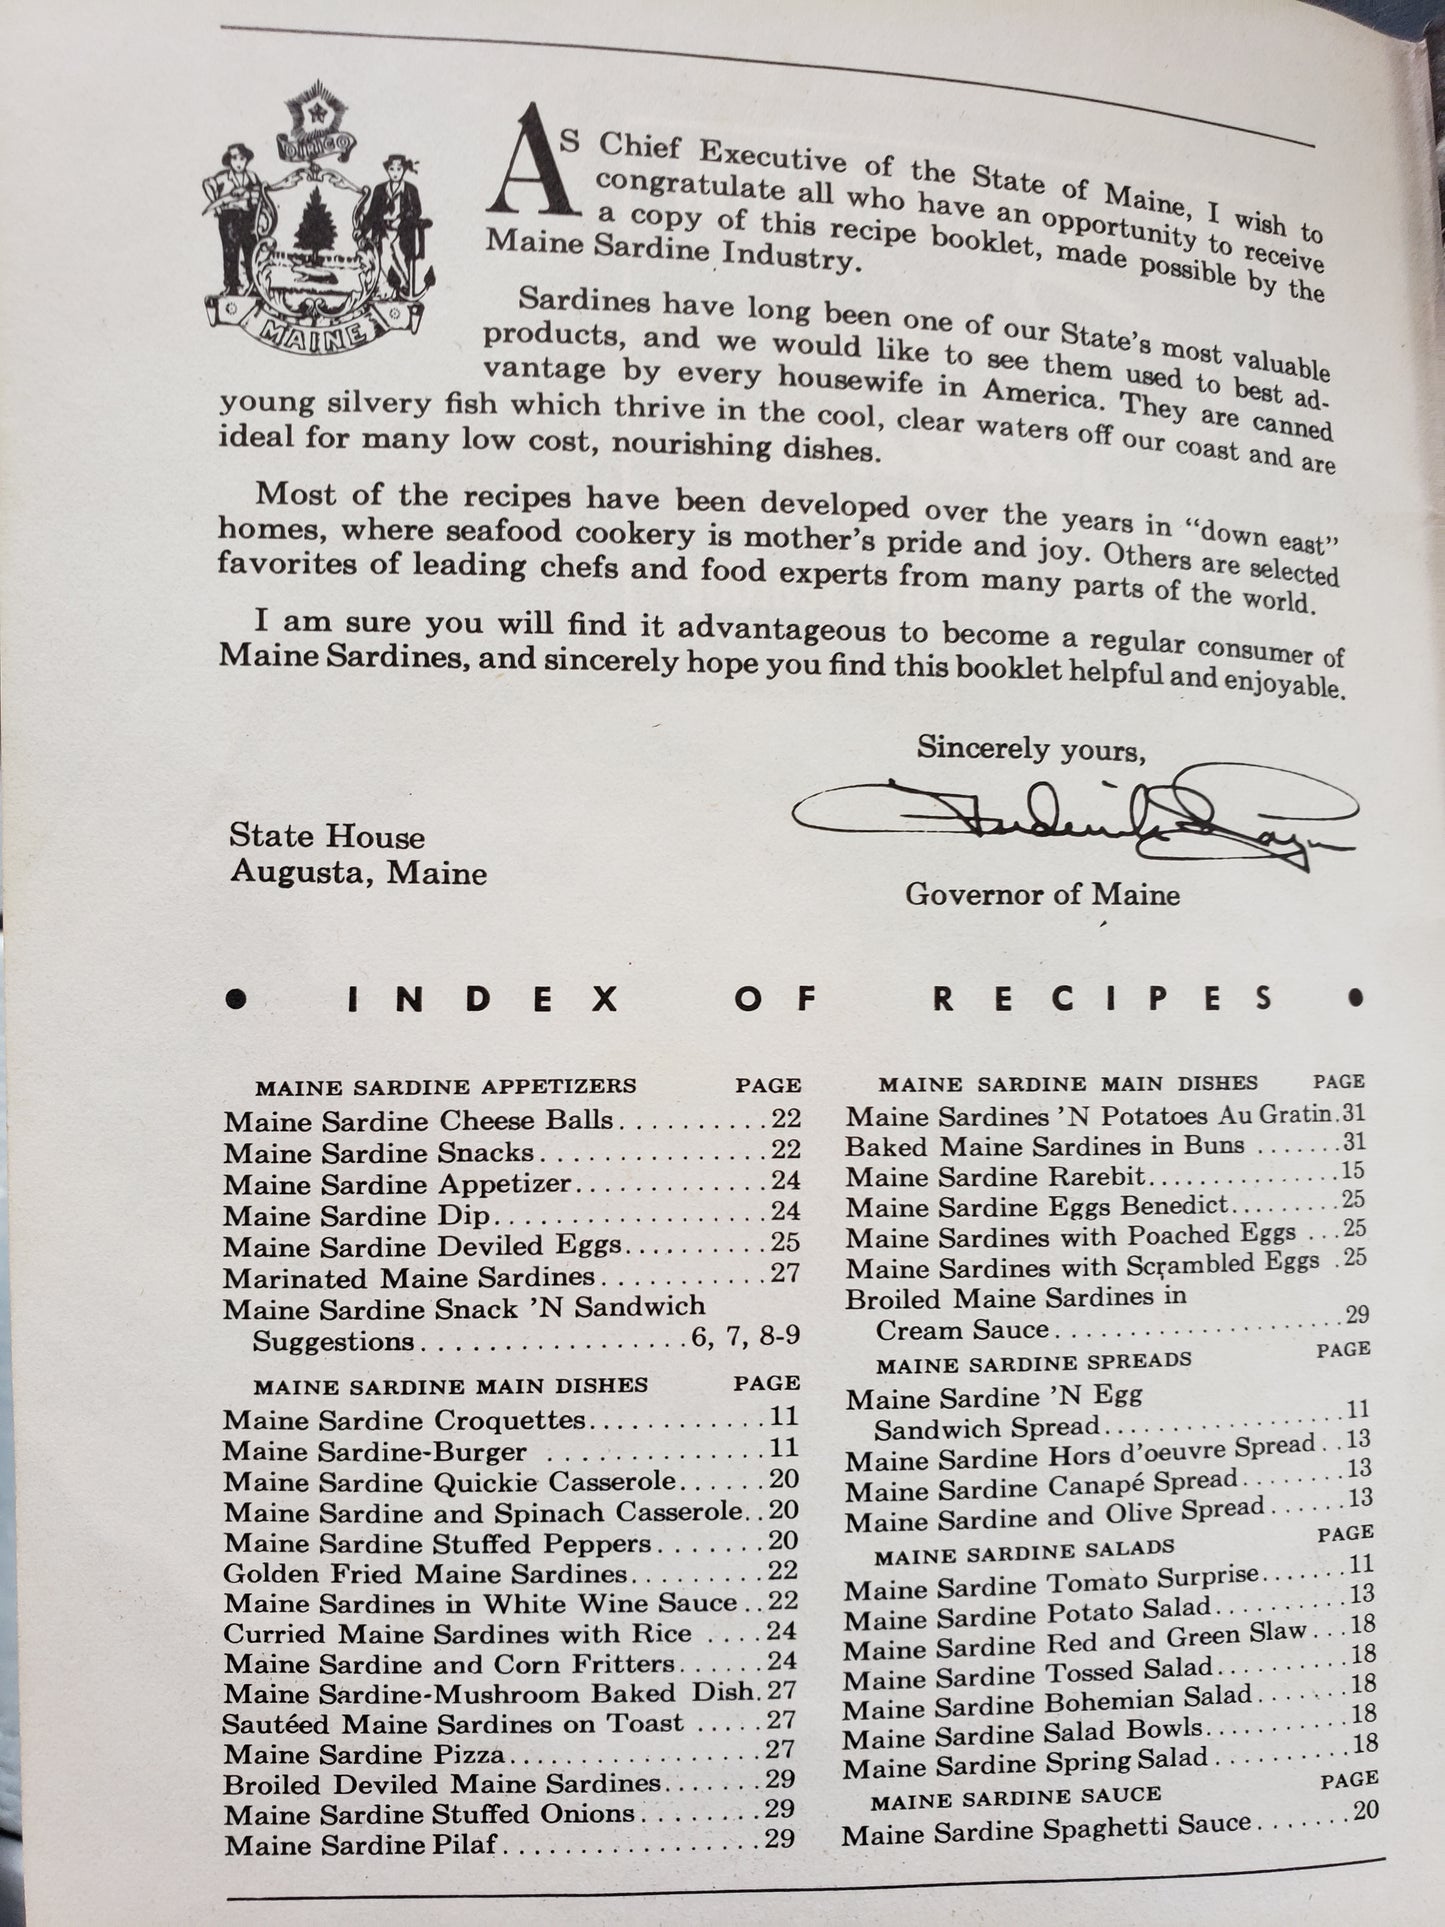 DIRIGO
MAINE
As Chief Executive of the State of Maine, I wish to
congratulate all who have an opportunity to receive
a copy of this recipe booklet, made possible by the
Maine Sardine Industry.
Sardines have long been one of our State's most valuable
products, and we would like to see them used to best ad-
vantage by every housewife in America. They are canned
young silvery fish which thrive in the cool, clear waters off our coast and are
ideal for many low cost, nourishing dishes.
Most of the recipes have been developed over the years in "down east"
homes, where seafood cookery is mother's pride and joy. Others are selected
favorites of leading chefs and food experts from many parts of the world.
I am sure you will find it advantageous to become a regular consumer of
Maine Sardines, and sincerely hope you find this booklet helpful and enjoyable.
Sincerely yours,
State House
Augusta, Maine
Governor of Maine
• INDEX OF RECIPES •
MAINE SARDINE APPETIZERS PAGE
Maine Sardine Cheese Balls..........22
Maine Sardine Snacks...............22
Maine Sardine Appetizer.............24
Maine Sardine Dip..................24
Maine Sardine Deviled Eggs..........25
Marinated Maine Sardines...........27
Maine Sardine Snack 'N Sandwich
Suggestions.................6, 7, 8-9
MAINE SARDINE MAIN DISHES PAGE
Maine Sardine Croquettes............11
Maine Sardine-Burger ..............11
Maine Sardine Quickie Casserole......20
Maine Sardine and Spinach Casserole..20
Maine Sardine Stuffed Peppers.......20
Golden Fried Maine Sardines.........22
Maine Sardines in White Wine Sauce..22
Curried Maine Sardines with Rice ....24
Maine Sardine and Corn Fritters......24
Maine Sardine-Mushroom Baked Dish.27
Sautéed Maine Sardines on Toast .....27
Maine Sardine Pizza.................27
Broiled Deviled Maine Sardines.......29
Maine Sardine Stuffed Onions........29
Maine Sardine Pilaf.................29
MAINE SARDINE MAIN DISHES PAGE
Maine Sardines 'N Potatoes Au Gratin.31
Baked Maine Sardines in Buns .......31
Maine Sardine Rarebit...............15
Maine Sardine Eggs Benedict.........25
Maine Sardines with Poached Eggs ...25
Maine Sardines with Scrambled Eggs .25
Broiled Maine Sardines in
Cream Sauce......................29
MAINE SARDINE SPREADS PAGE
Maine Sardine 'N Egg
Sandwich Spread..................11
Maine Sardine Hors d'oeuvre Spread..13
Maine Sardine Canapé Spread........13
Maine Sardine and Olive Spread......13
MAINE SARDINE SALADS PAGE
Maine Sardine Tomato Surprise.......11
Maine Sardine Potato Salad..........13
Maine Sardine Red and Green Slaw...18
Maine Sardine Tossed Salad..........18
Maine Sardine Bohemian Salad.......18
Maine Sardine Salad Bowls...........18
Maine Sardine Spring Salad..........18
MAINE SARDINE SAUCE PAGE
Maine Sardine Spaghetti Sauce.......20